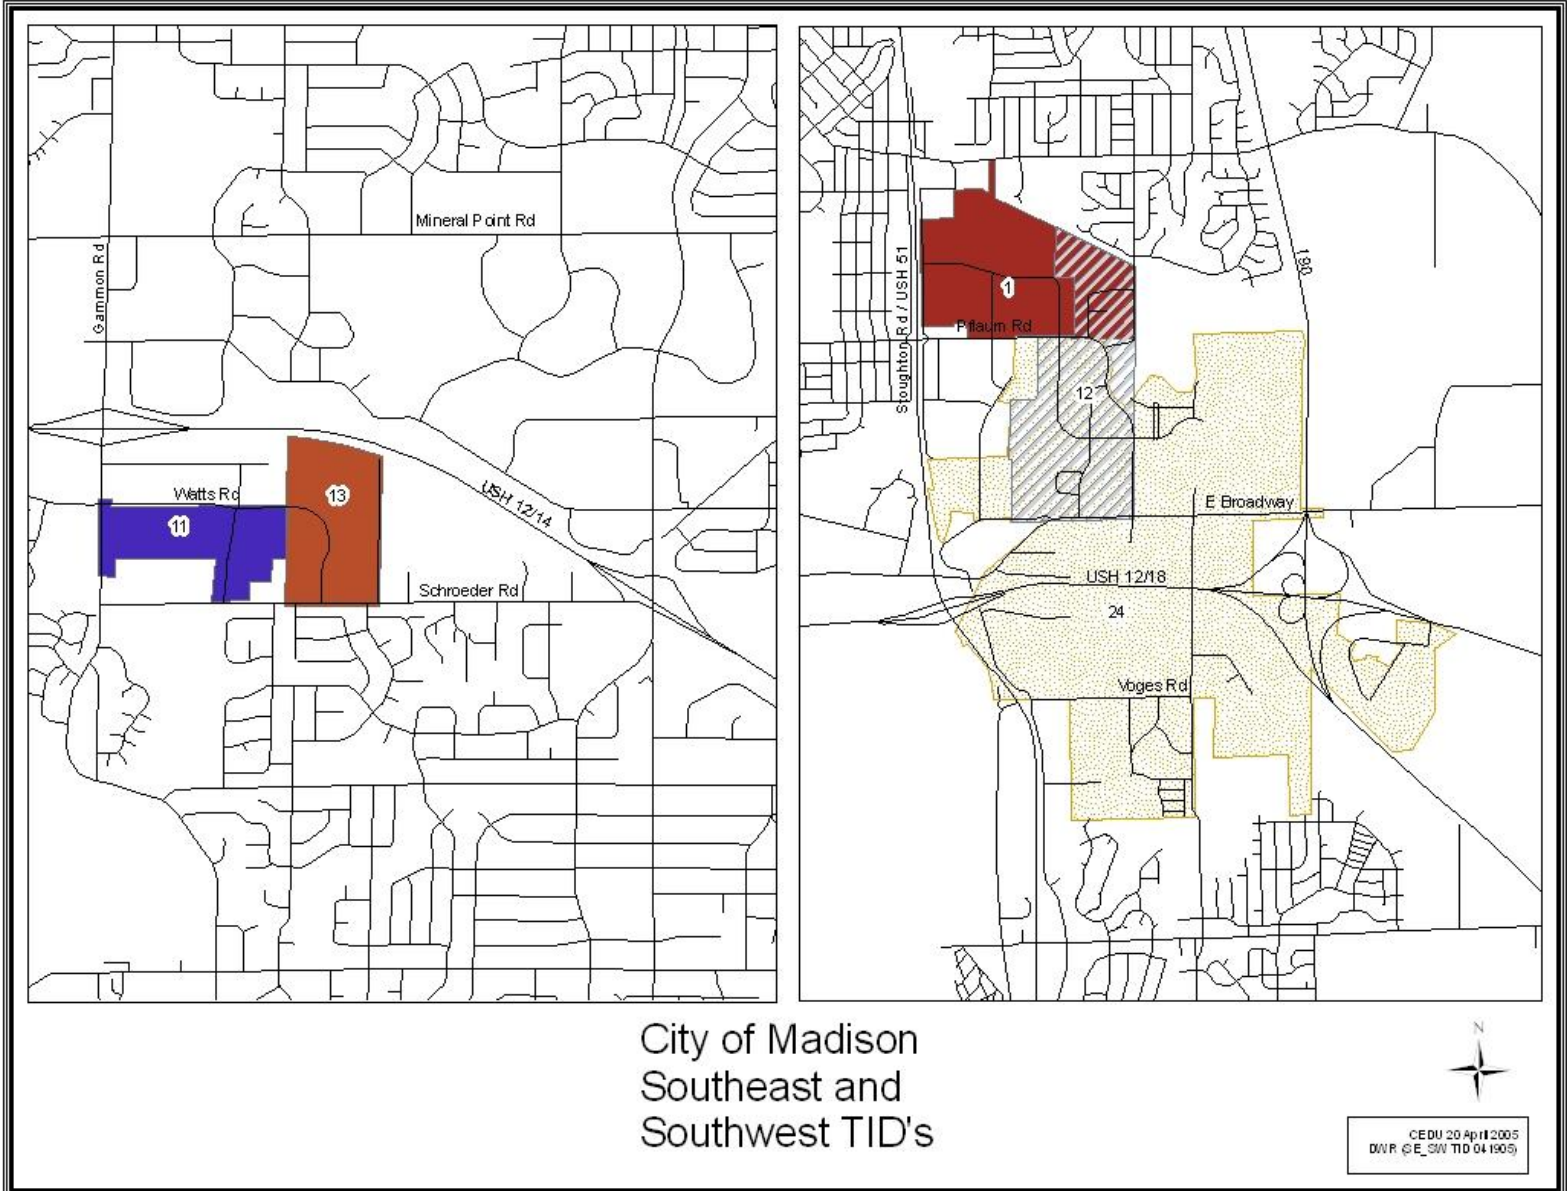 Mineral Point Rd
Gammon Rd
13
Watts Rd
11
USH 12/14
Schroeder Rd
Stoughton Rd / USH 51
I90
1
Pflaum Rd
12
E Broadway
USH 12/18
24
Voges Rd
City of Madison
Southeast and
Southwest TID's
N
CEDU 20 April 2005
DWR (SE_SW TID 041905)